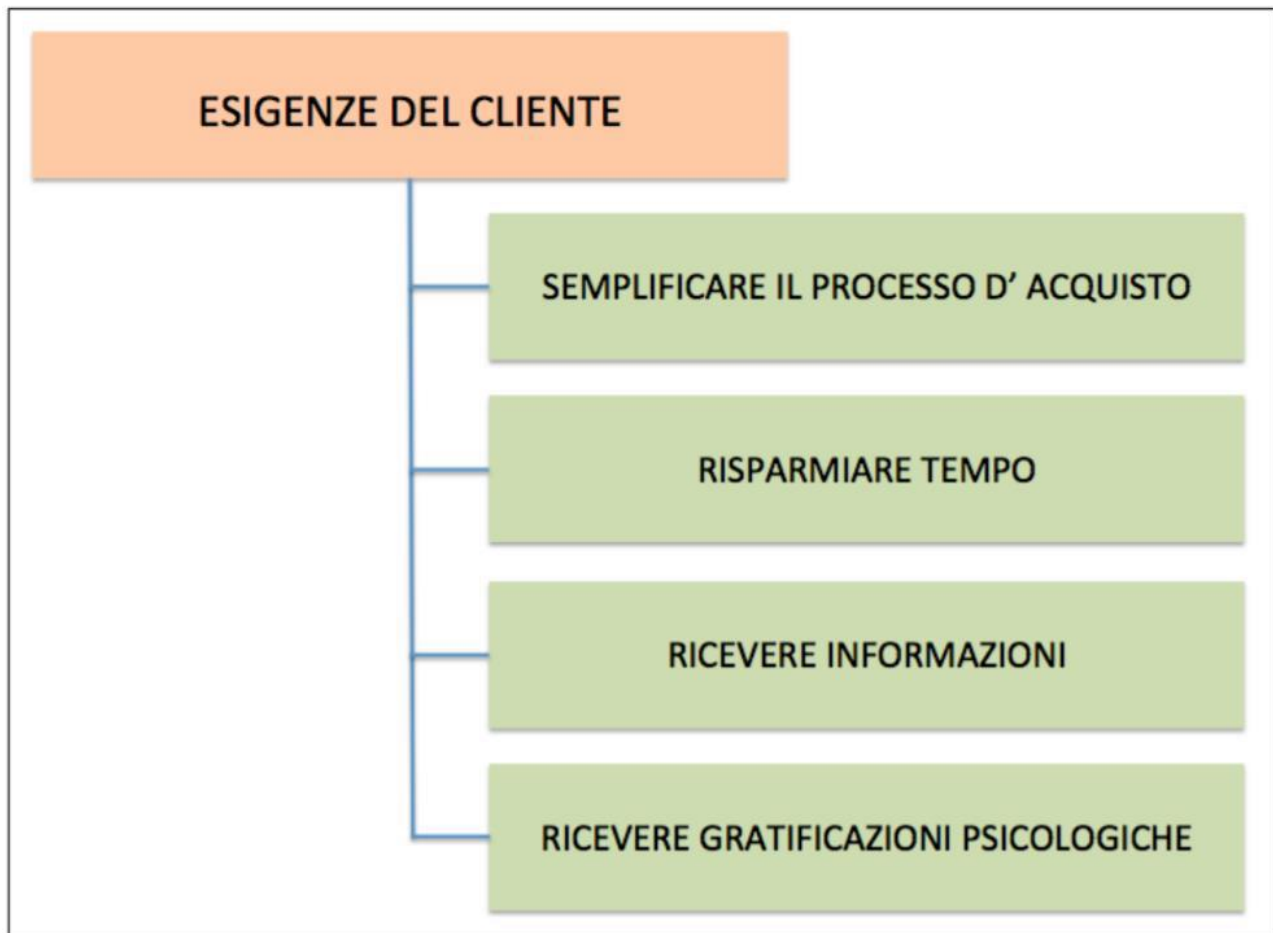 ESIGENZE DEL CLIENTE
SEMPLIFICARE IL PROCESSO D’ ACQUISTO
RISPARMIARE TEMPO
RICEVERE INFORMAZIONI
RICEVERE GRATIFICAZIONI PSICOLOGICHE